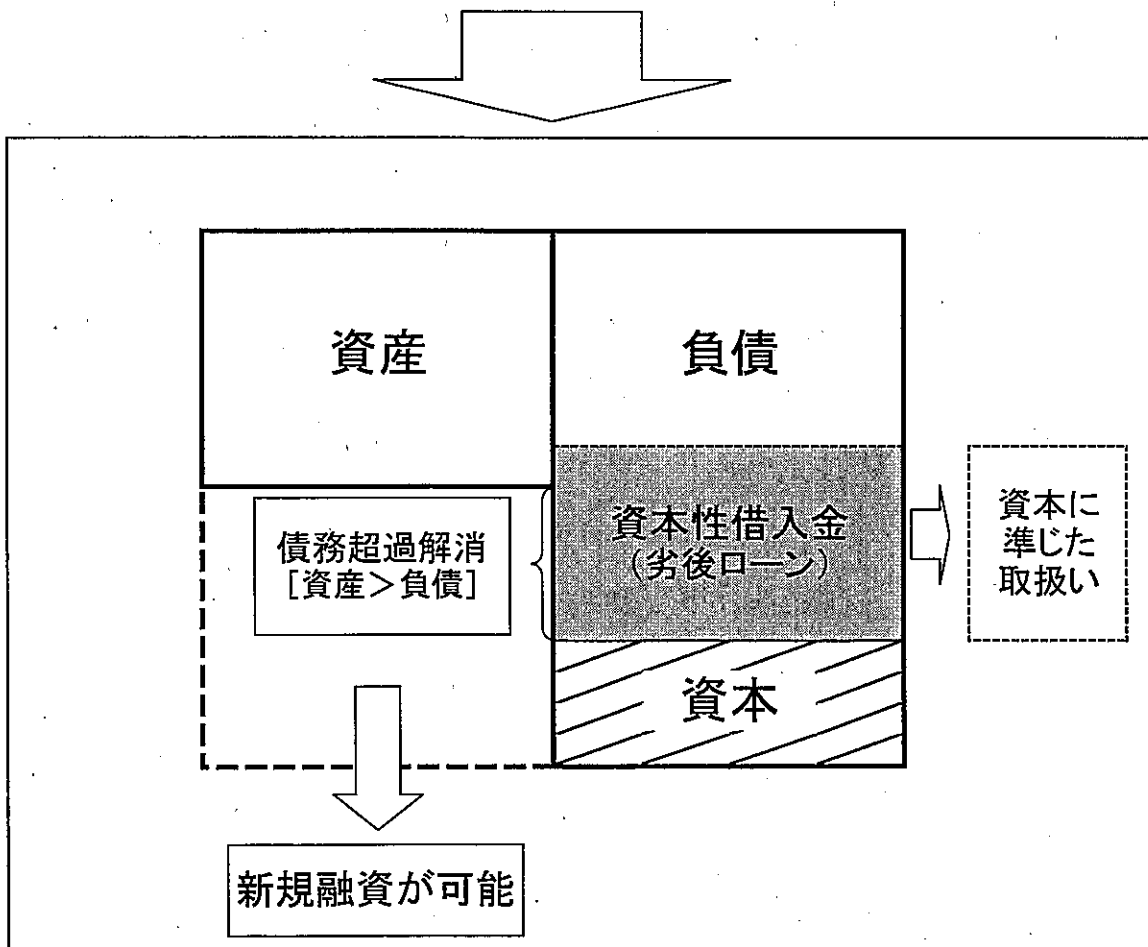 資産
負債
債務超過解消
[資産>負債]
資本性借入金
(劣後ローン)
資本に
準じた
取扱い
資本
新規融資が可能